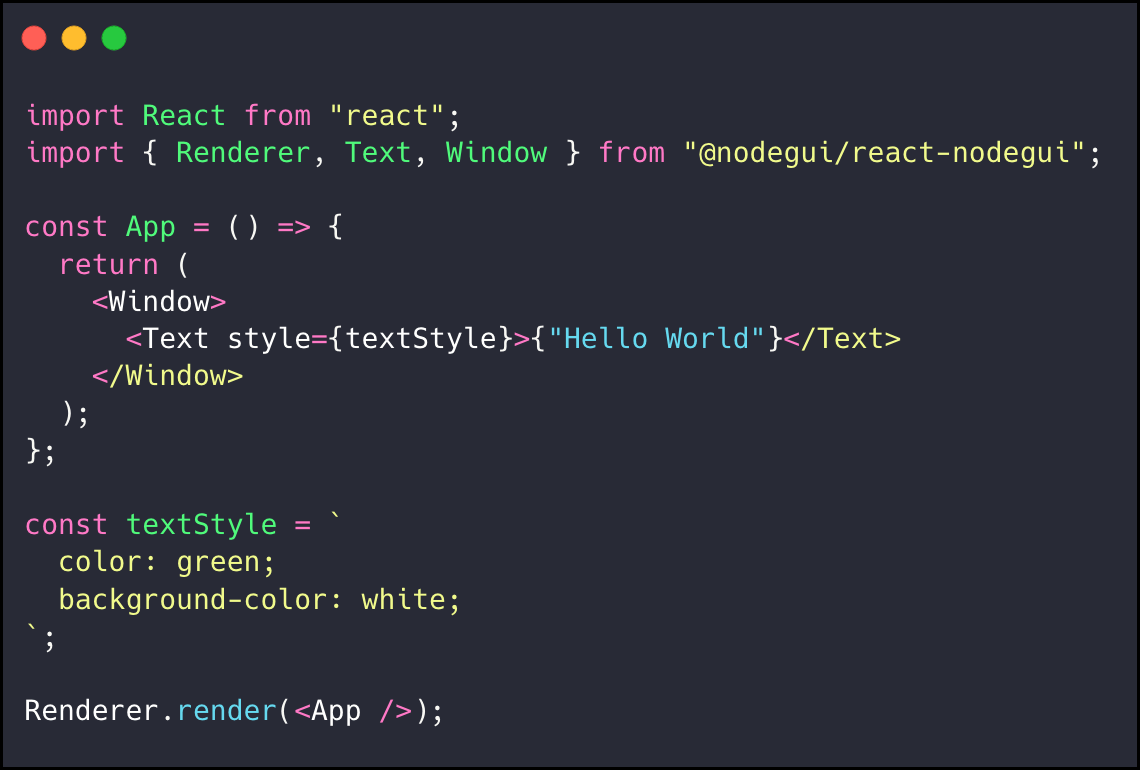 import React from "react";
import { Renderer, Text, Window } from "@nodegui/react-nodegui";

const App = () => {
  return (
    <Window>
      <Text style={textStyle}>{"Hello World"}</Text>
    </Window>
  );
};

const textStyle = `
  color: green;
  background-color: white;
`;

Renderer.render(<App />);